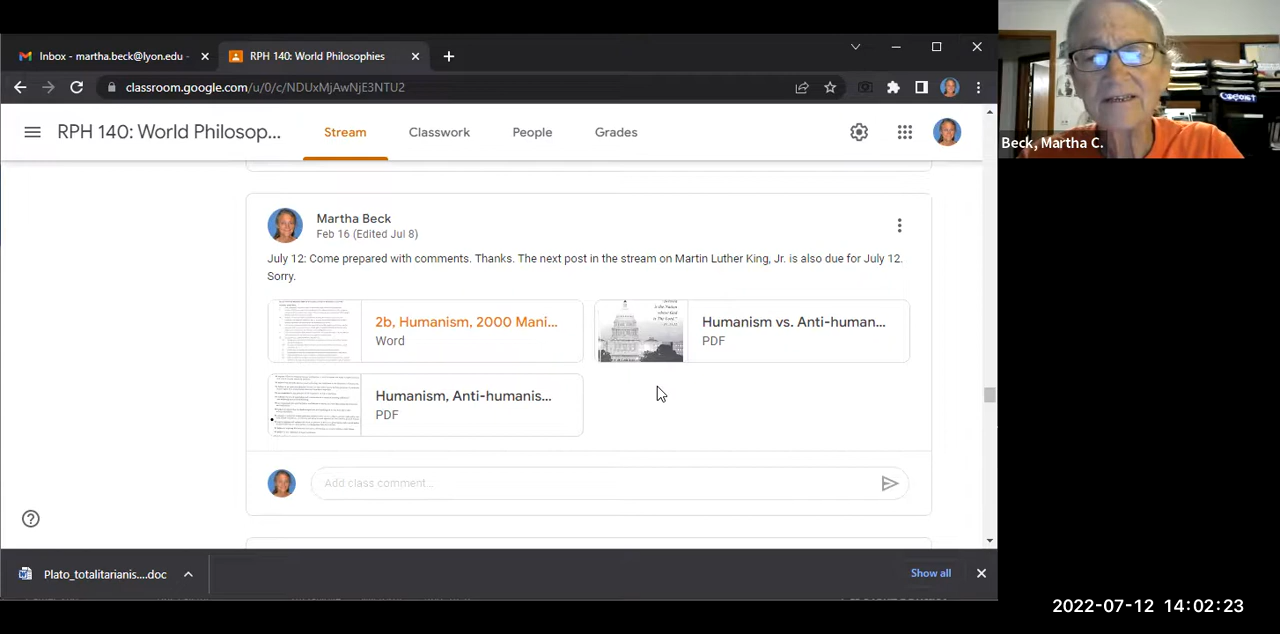 Inbox - martha.beck@lyon.edu -
RPH 140: World Philosophies
classroom.google.com/u/0/c/NDUxMjAwNjE3NTU2
RPH 140: World Philosop...
Stream
Classwork
People
Grades
Beck, Martha C.
Martha Beck
Feb 16 (Edited Jul 8)
July 12: Come prepared with comments. Thanks. The next post in the stream on Martin Luther King, Jr. is also due for July 12.
Sorry.
2b, Humanism, 2000 Mani...
Word
Humanism vs. Anti-human...
PDF
Humanism, Anti-humanis...
PDF
Add class comment...
Plato_totalitarianis....doc
Show all
2022-07-12 14:02:23